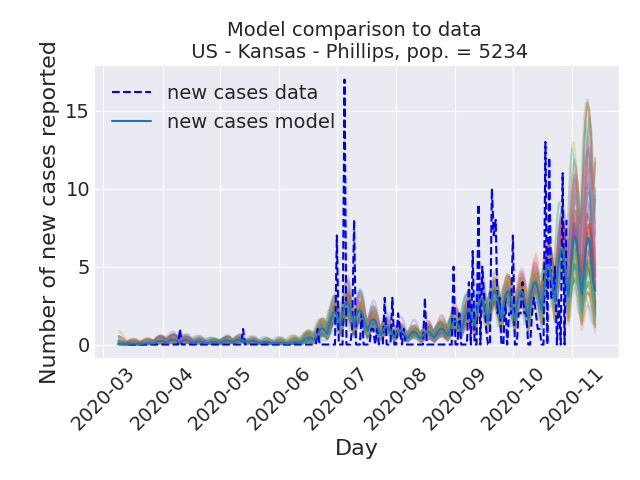 Model comparison to data
US - Kansas - Phillips, pop. = 5234
Number of new cases reported
new cases data
new cases model
15
10
5
0
2020-03
2020-04
2020-05
2020-06
2020-07
2020-08
2020-09
2020-10
2020-11
Day